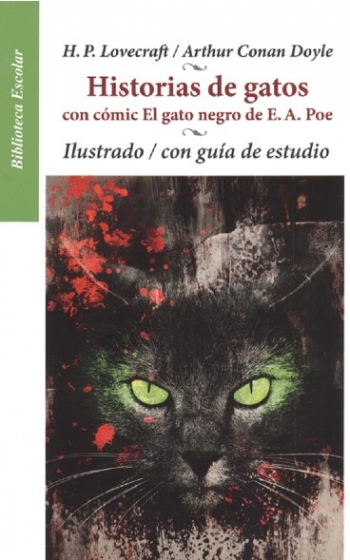 Biblioteca Escolar
H. P. Lovecraft / Arthur Conan Doyle
Historias de gatos
con cómic El gato negro de E. A. Poe
Ilustrado / con guía de estudio